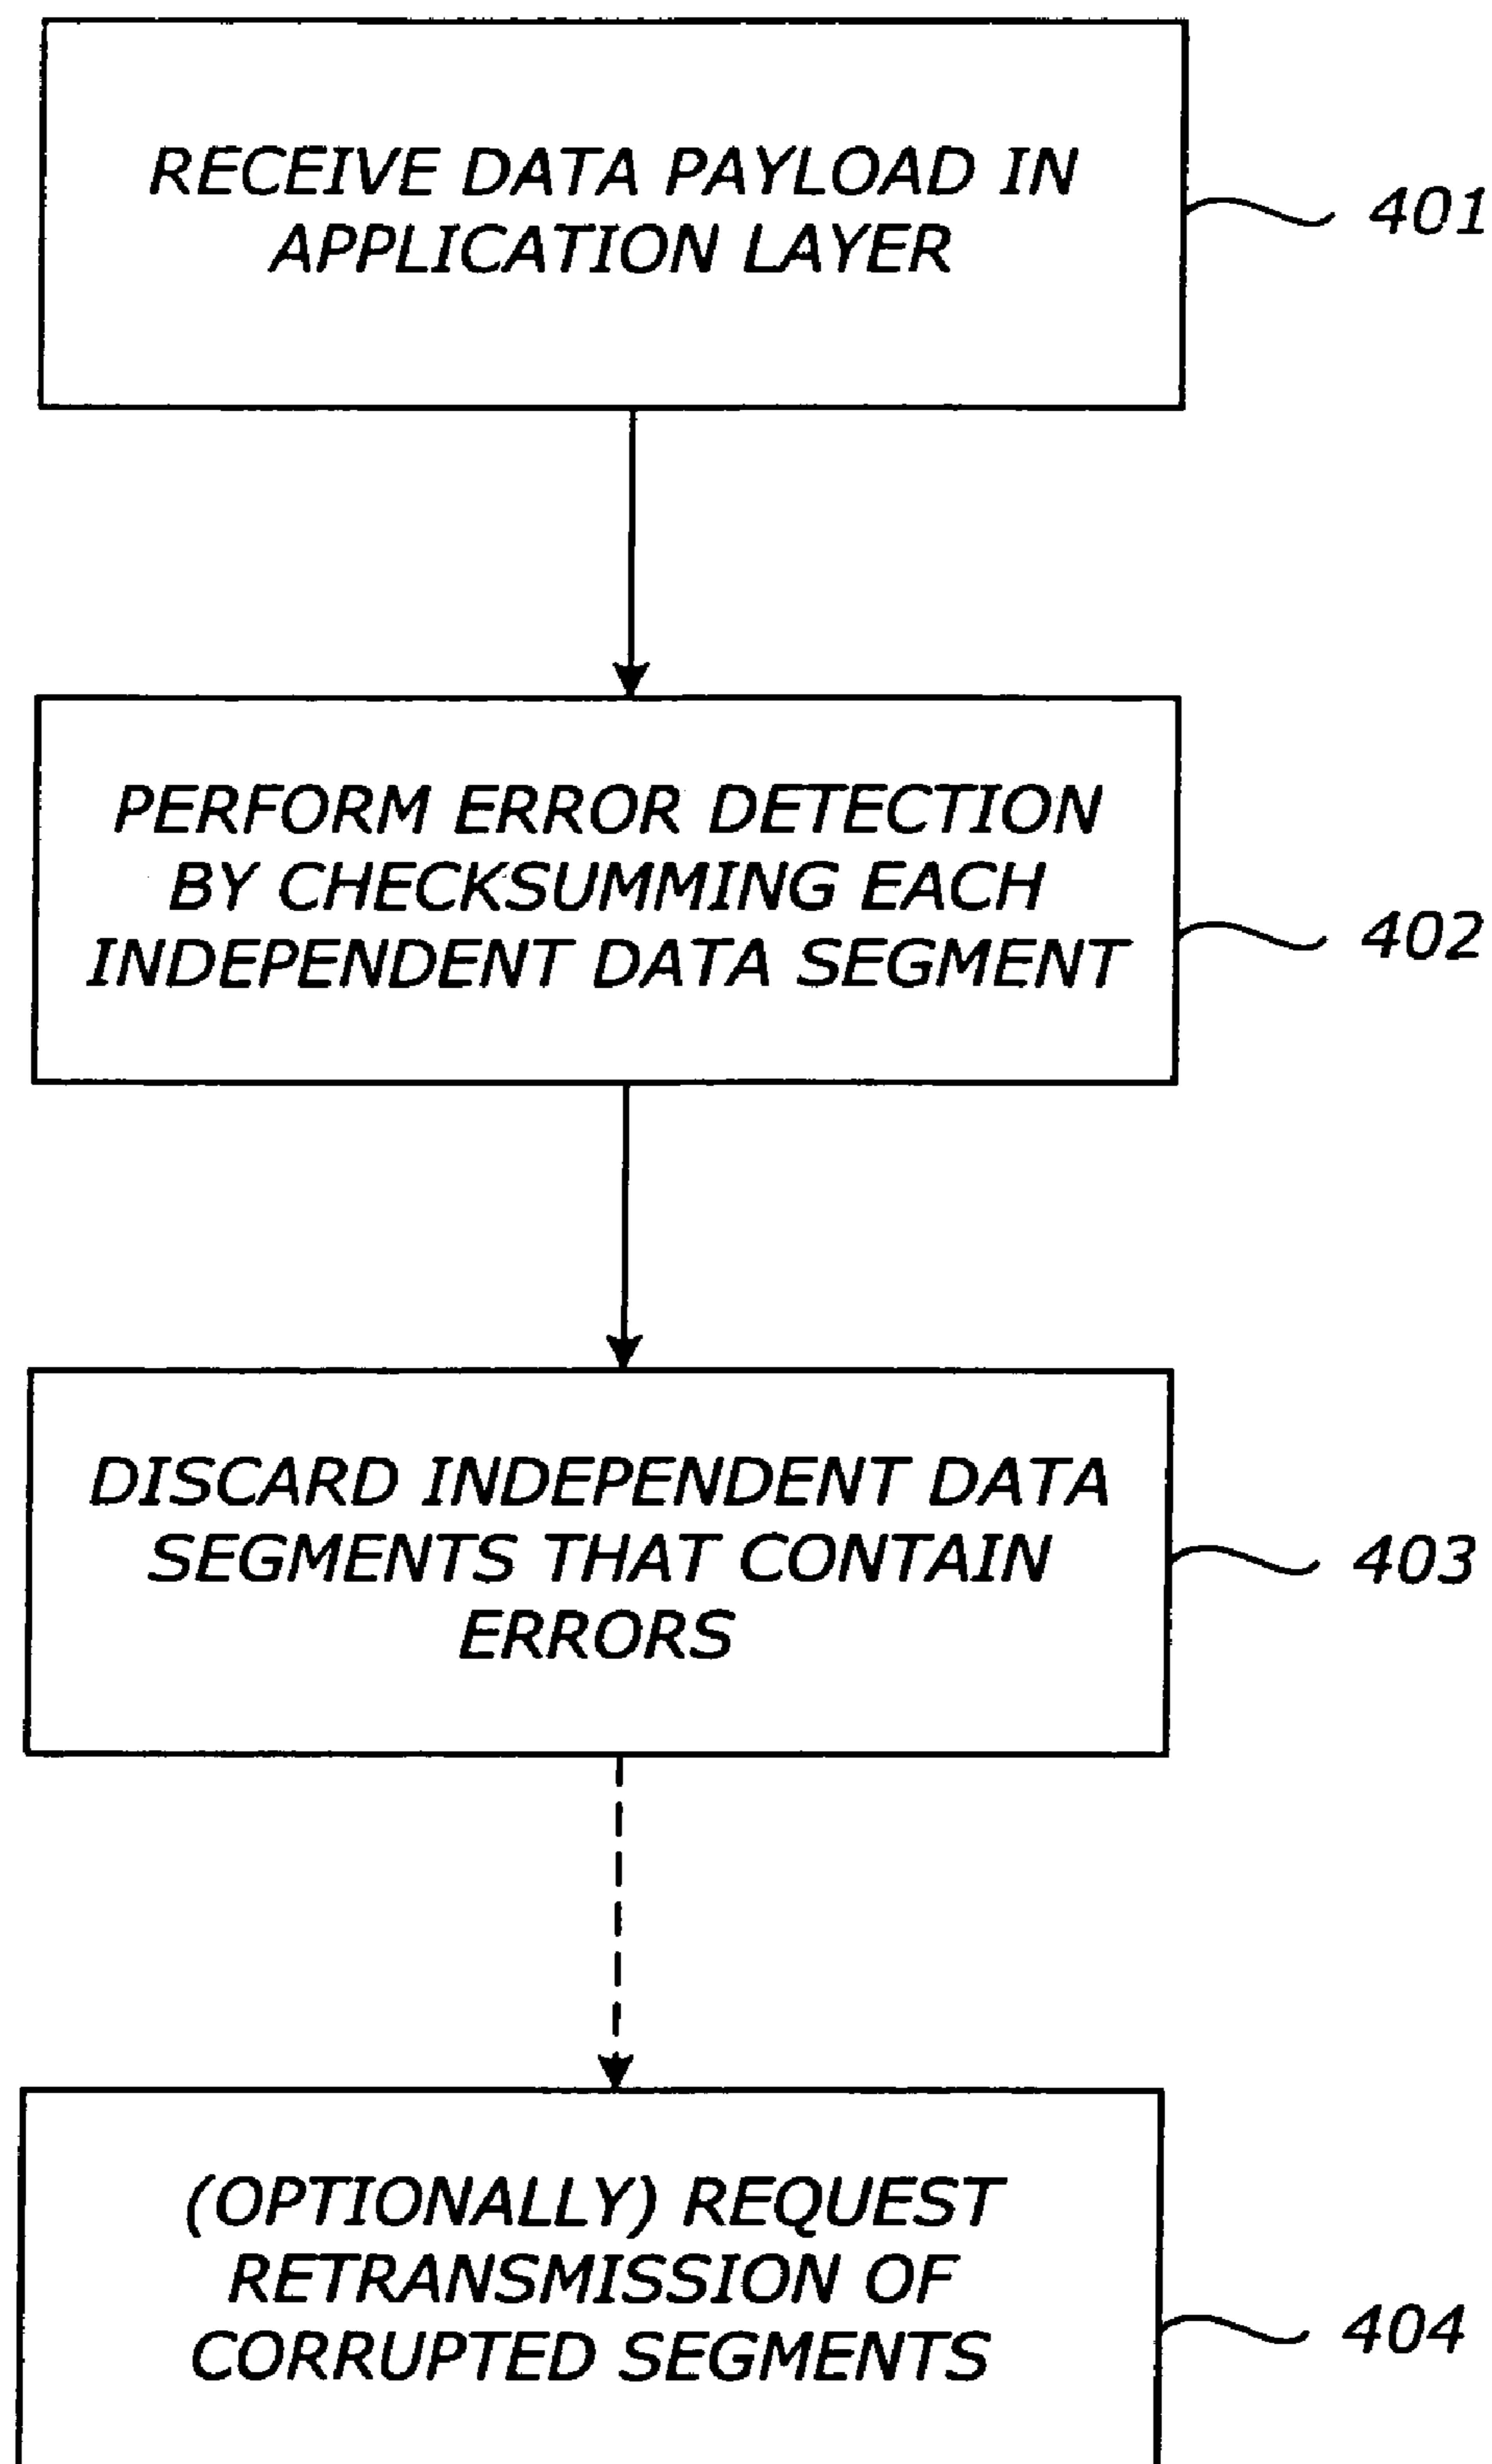 RECEIVE DATA PAYLOAD IN
APPLICATION LAYER
401
PERFORM ERROR DETECTION
BY CHECKSUMMING EACH
INDEPENDENT DATA SEGMENT
402
DISCARD INDEPENDENT DATA
SEGMENTS THAT CONTAIN
ERRORS
403
(OPTIONALLY) REQUEST
RETRANSMISSION OF
CORRUPTED SEGMENTS
404